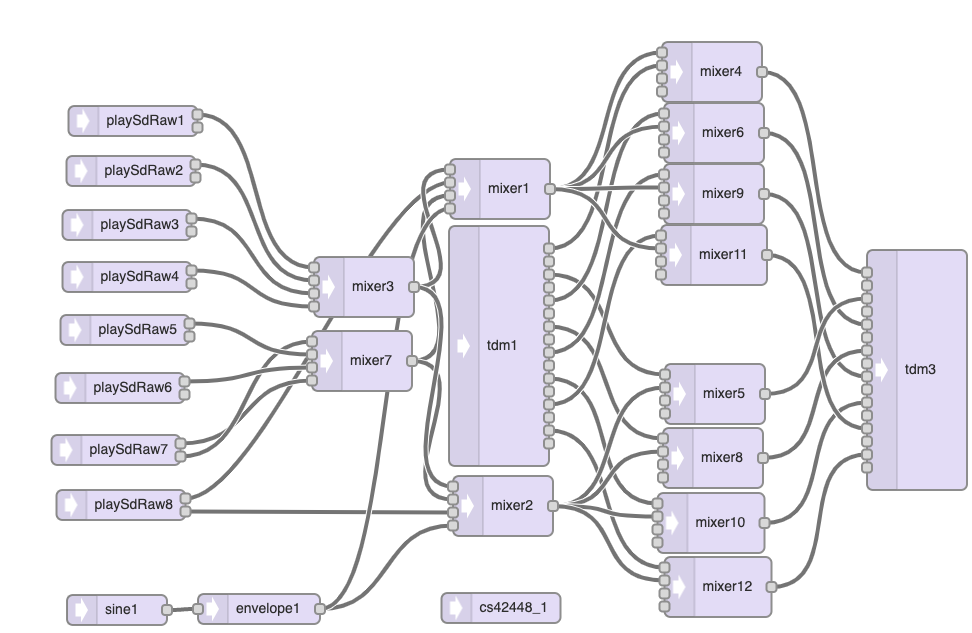 playSdRaw1
playSdRaw2
playSdRaw3
playSdRaw4
playSdRaw5
playSdRaw6
playSdRaw7
playSdRaw8
sine1
envelope1
mixer3
mixer7
mixer1
tdm1
mixer2
cs42448_1
mixer4
mixer6
mixer9
mixer11
mixer5
mixer8
mixer10
mixer12
tdm3